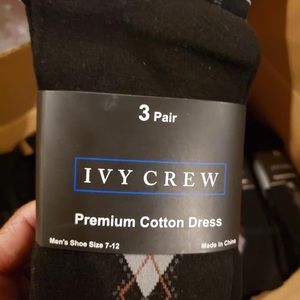 3 Pair
IVY CREW
Premium Cotton Dress
Men's Shoe Size 7-12
Made In China